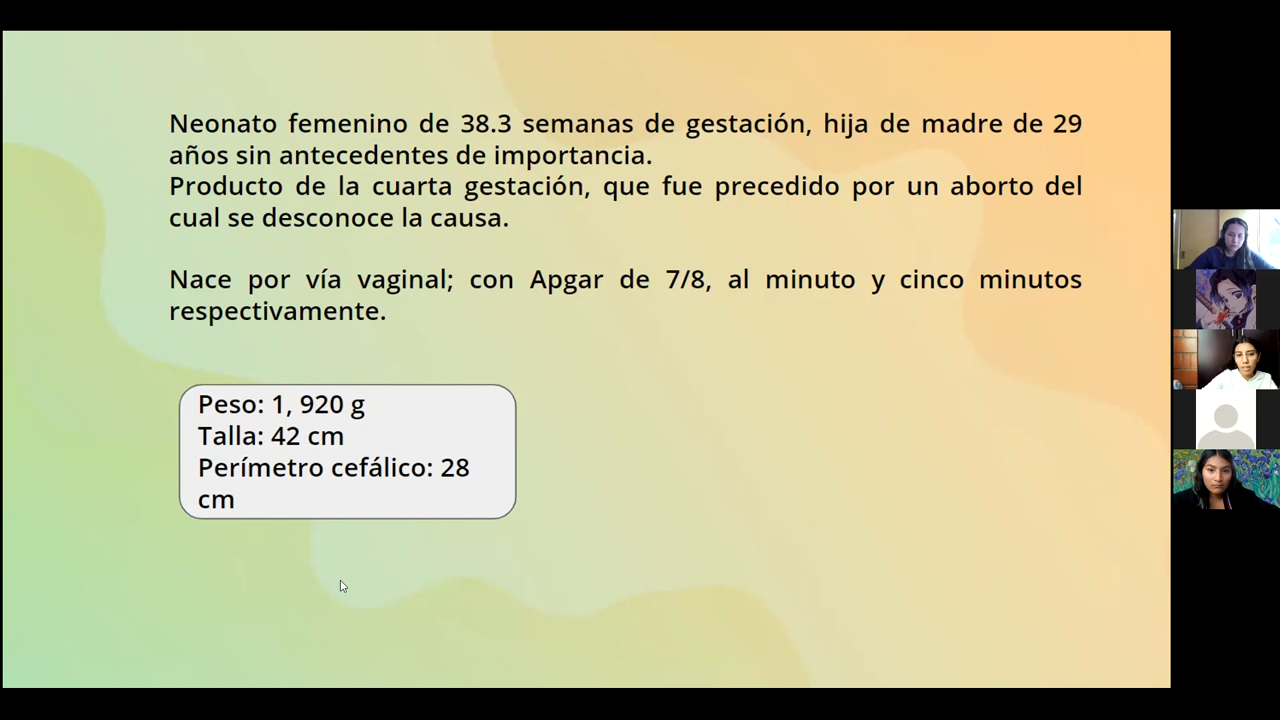 Neonato femenino de 38.3 semanas de gestación, hija de madre de 29
años sin antecedentes de importancia.
Producto de la cuarta gestación, que fue precedido por un aborto del
cual se desconoce la causa.
Nace por vía vaginal; con Apgar de 7/8, al minuto y cinco minutos
respectivamente.
Peso: 1, 920 g
Talla: 42 cm
Perímetro cefálico: 28
cm